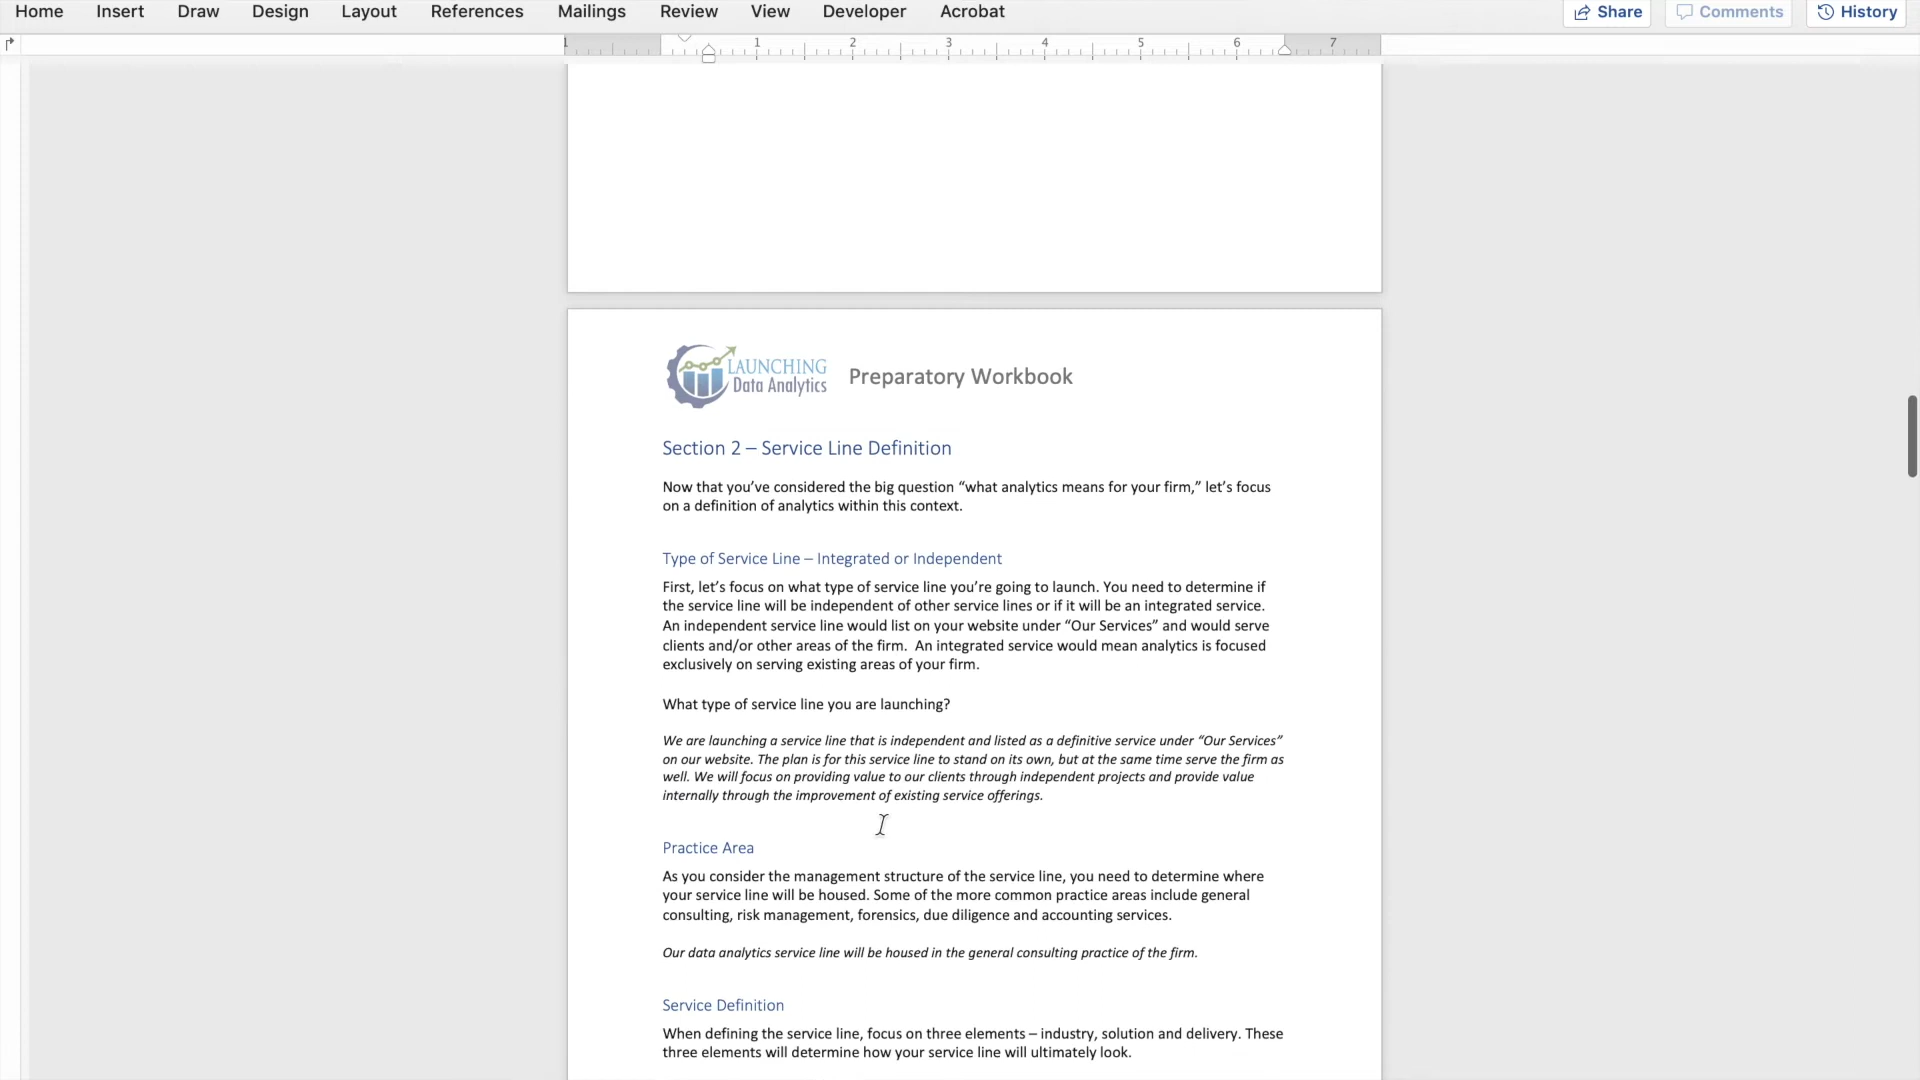 Home Insert Draw Design Layout References Mailings Review View Developer Acrobat Share Comments History
1 1 2 3 4 5 6 7
LAUNCHING
Data Analytics
Preparatory Workbook
Section 2 – Service Line Definition
Now that you’ve considered the big question “what analytics means for your firm,” let’s focus
on a definition of analytics within this context.
Type of Service Line – Integrated or Independent
First, let’s focus on what type of service line you’re going to launch. You need to determine if
the service line will be independent of other service lines or if it will be an integrated service.
An independent service line would list on your website under “Our Services” and would serve
clients and/or other areas of the firm.  An integrated service would mean analytics is focused
exclusively on serving existing areas of your firm.
What type of service line you are launching?
We are launching a service line that is independent and listed as a definitive service under “Our Services”
on our website. The plan is for this service line to stand on its own, but at the same time serve the firm as
well. We will focus on providing value to our clients through independent projects and provide value
internally through the improvement of existing service offerings.
Practice Area
As you consider the management structure of the service line, you need to determine where
your service line will be housed. Some of the more common practice areas include general
consulting, risk management, forensics, due diligence and accounting services.
Our data analytics service line will be housed in the general consulting practice of the firm.
Service Definition
When defining the service line, focus on three elements – industry, solution and delivery. These
three elements will determine how your service line will ultimately look.